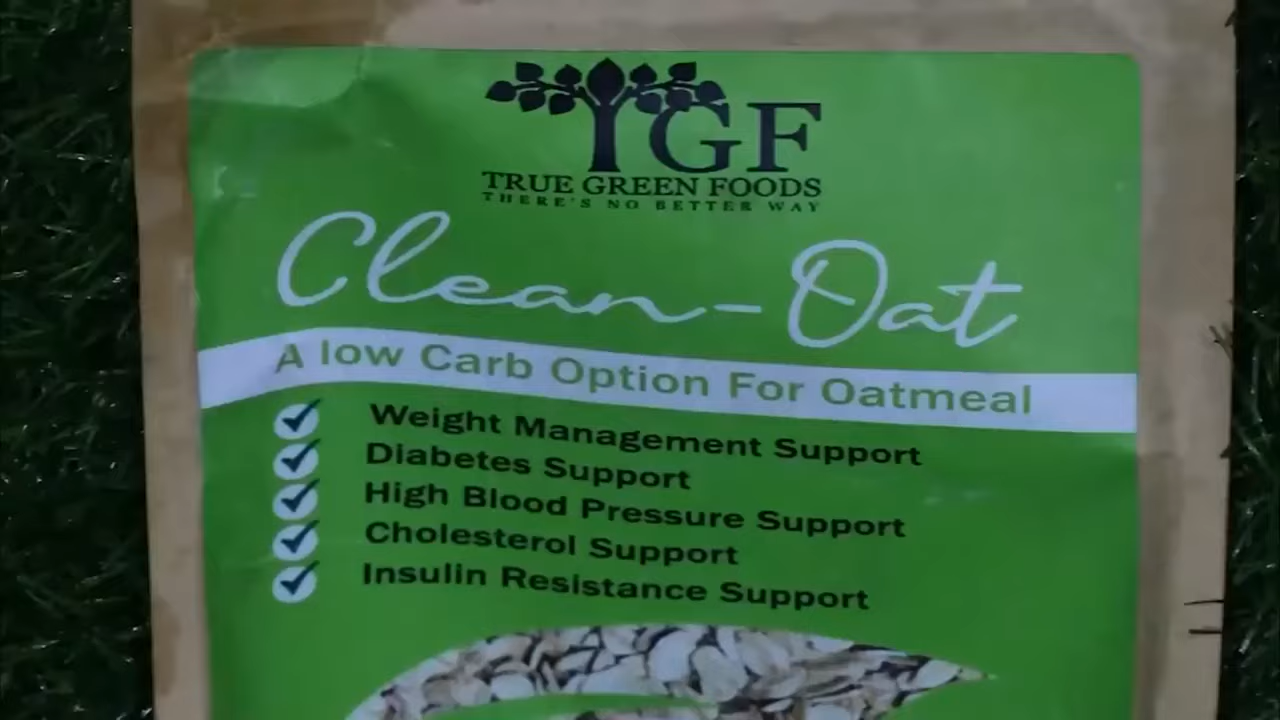 TGF
TRUE GREEN FOODS
THERE'S NO BETTER WAY
Clean-Oat
A low Carb Option For Oatmeal
Weight Management Support
Diabetes Support
High Blood Pressure Support
Cholesterol Support
Insulin Resistance Support